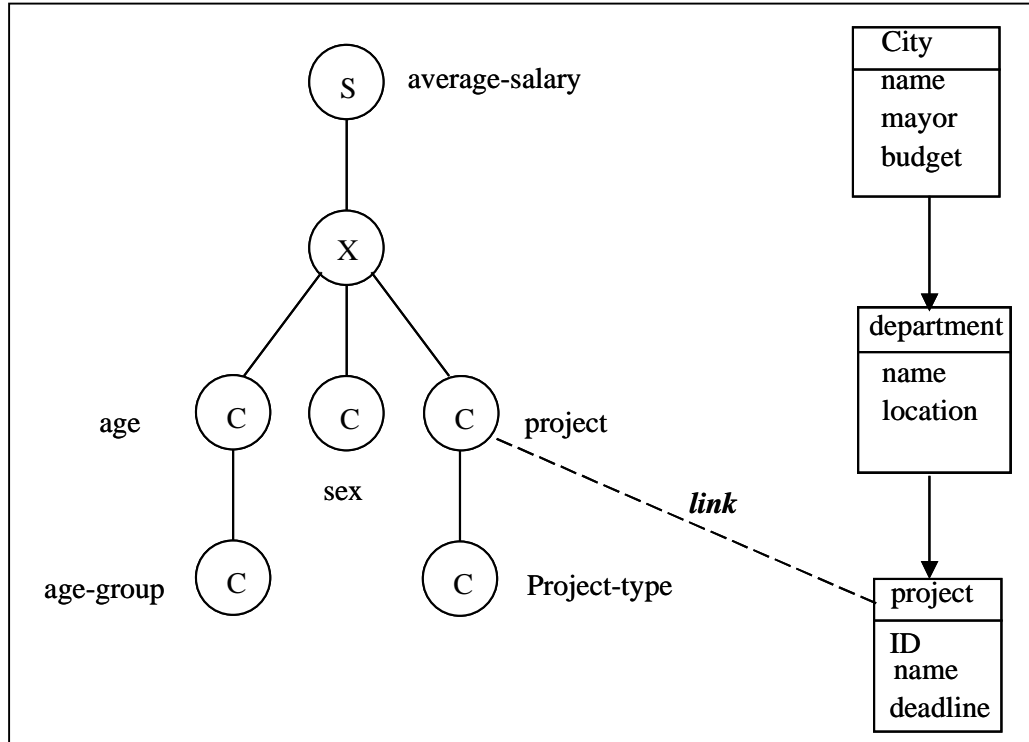 S
average-salary
X
age
C
C
C
project
sex
link
age-group
C
C
Project-type
City
name
mayor
budget
department
name
location
project
ID
name
deadline